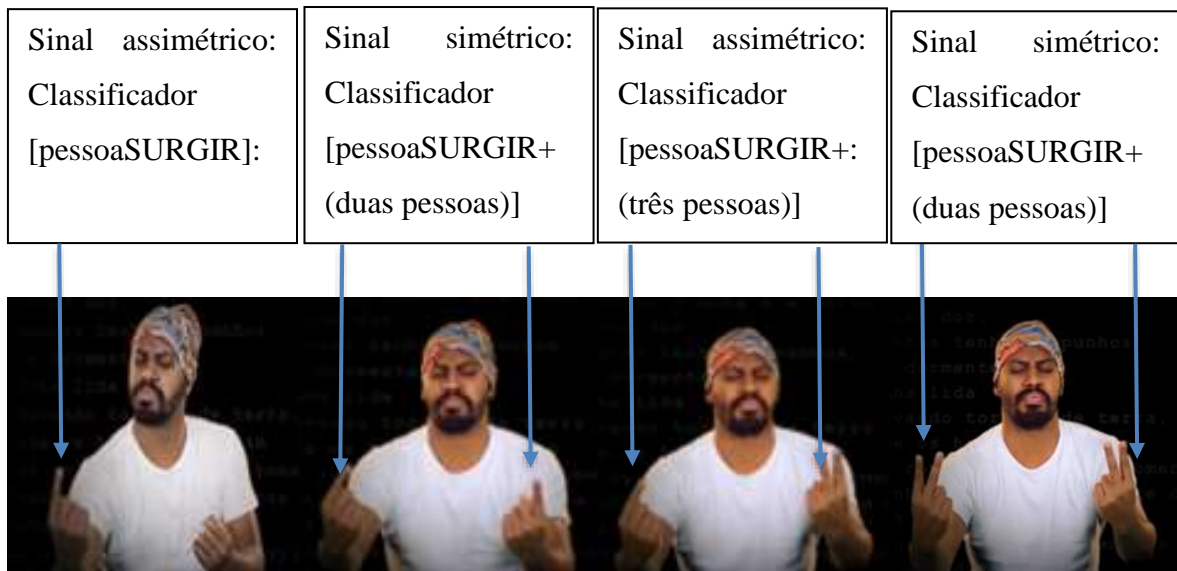 Sinal assimétrico:
Classificador
[pessoaSURGIR]:
Sinal simétrico:
Classificador
[pessoaSURGIR+
(duas pessoas)]
Sinal assimétrico:
Classificador
[pessoaSURGIR+:
(três pessoas)]
Sinal simétrico:
Classificador
[pessoaSURGIR+
(duas pessoas)]
punhos